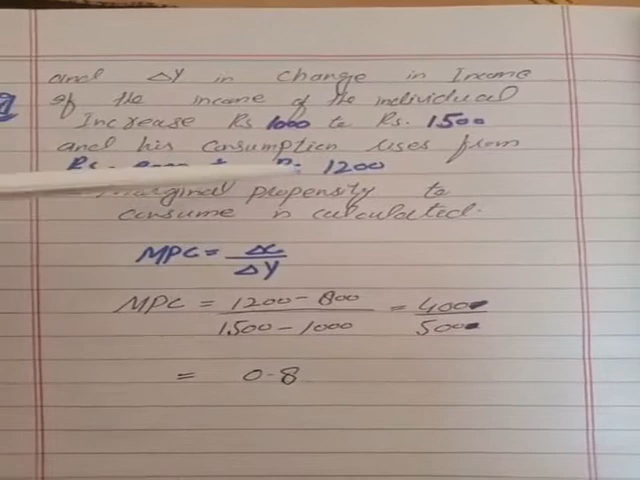 and ΔY in change in Income
of the income of the individual
Increase Rs 1000 to Rs. 1500
and his consumption rises from
1200
marginal propensity to
consume is calculated.
MPC = ΔC
ΔY
MPC = 1200 - 800 = 400
1500 - 1000 500
= 0.8